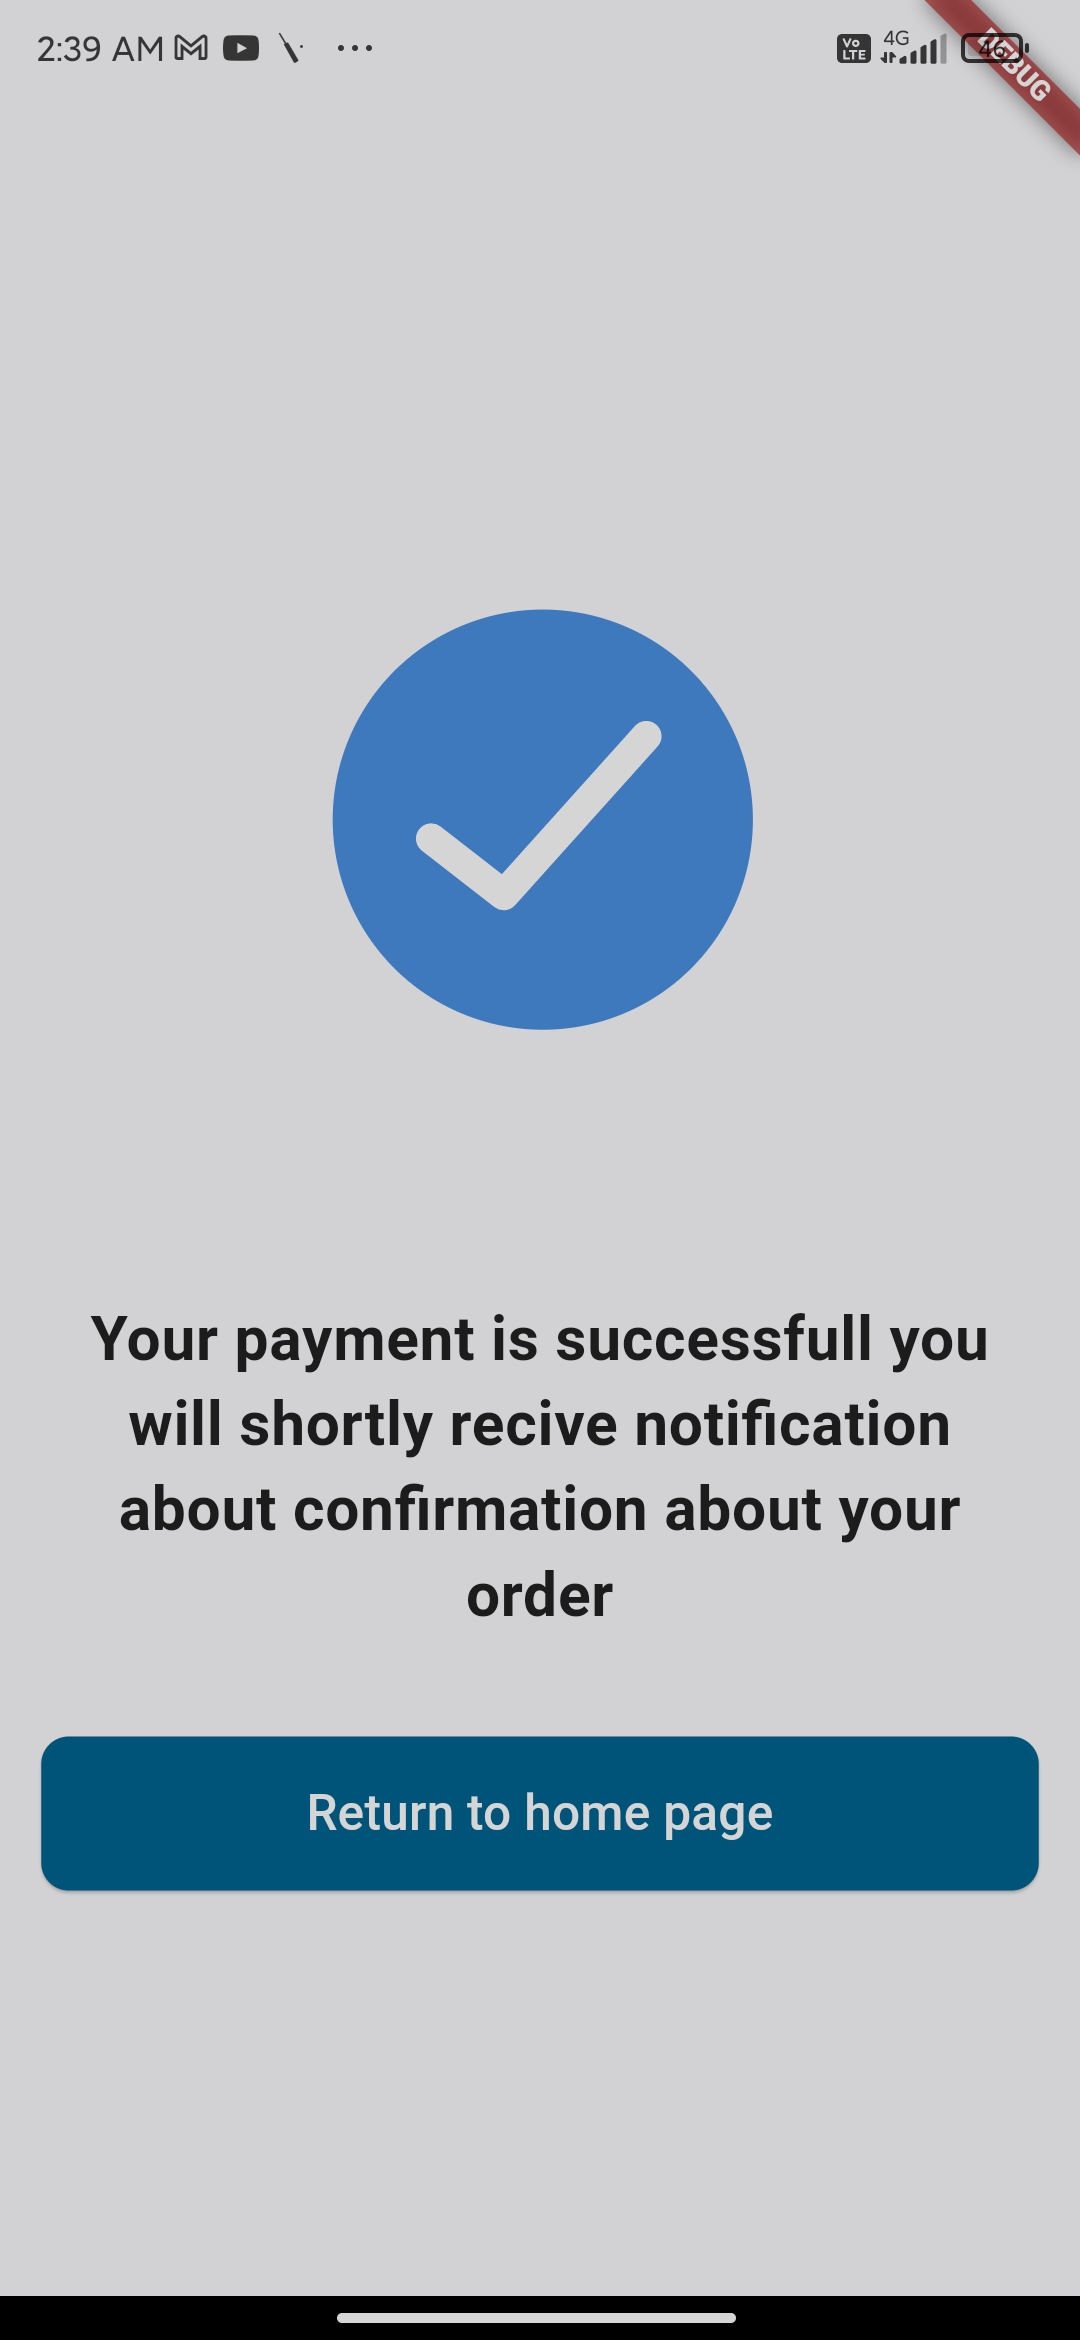 2:39 AM
Vo
LTE
4G
46
DEBUG
Your payment is successfull you
will shortly recive notification
about confirmation about your
order
Return to home page